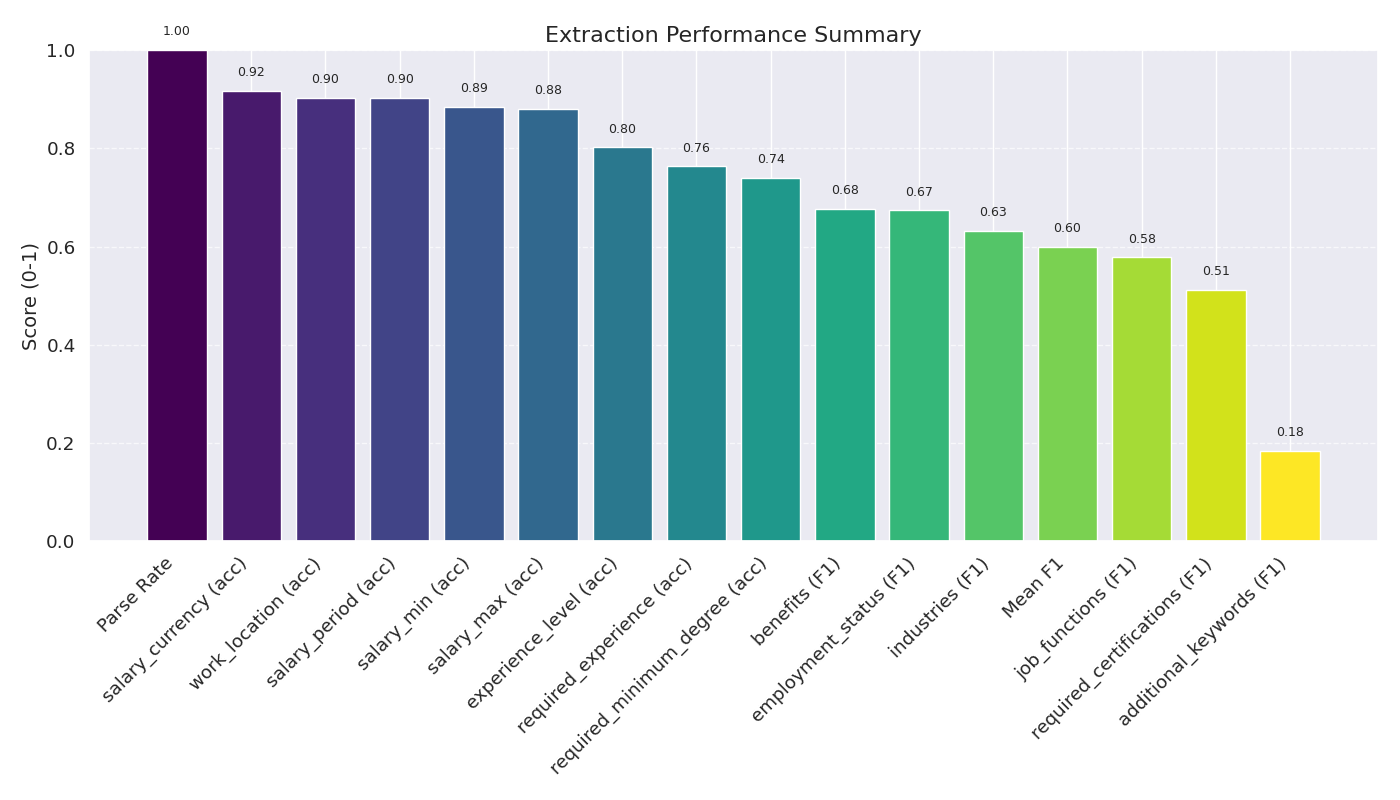 Extraction Performance Summary
Score (0-1)
1.0
0.8
0.6
0.4
0.2
0.0
1.00
0.92
0.90
0.90
0.89
0.88
0.80
0.76
0.74
0.68
0.67
0.63
0.60
0.58
0.51
0.18
Parse Rate
salary_currency (acc)
work_location (acc)
salary_period (acc)
salary_min (acc)
salary_max (acc)
experience_level (acc)
required_experience (acc)
required_minimum_degree (acc)
benefits (F1)
employment_status (F1)
industries (F1)
Mean F1
job_functions (F1)
required_certifications (F1)
additional_keywords (F1)